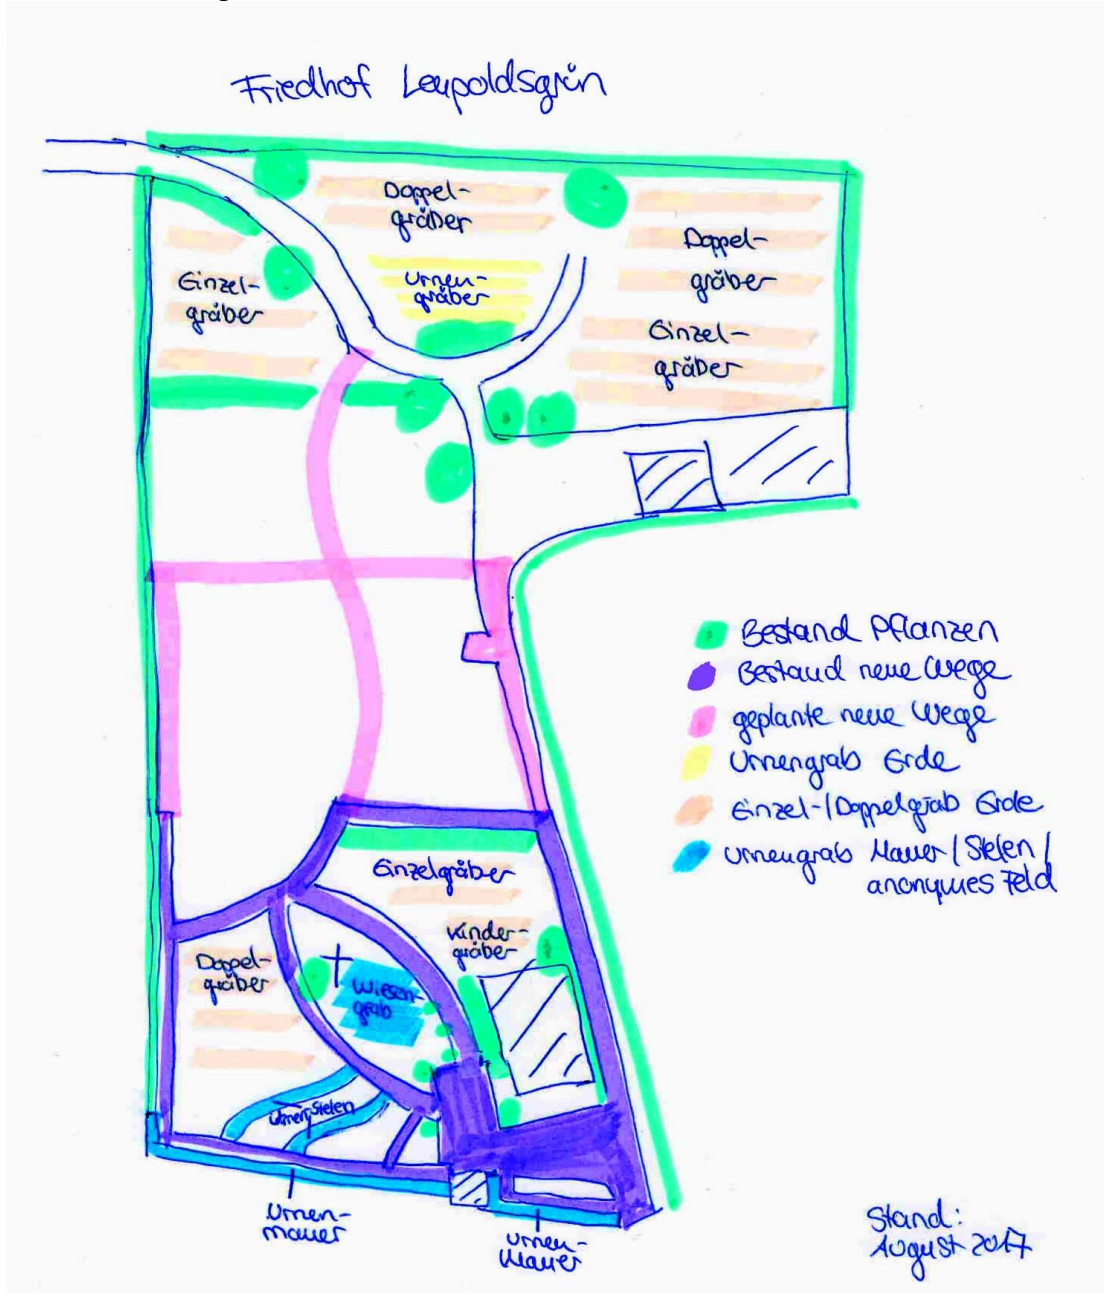 Friedhof Leupoldsgrün
Doppel-
gräber
Doppel-
gräber
Einzel-
gräber
Urnen-
gräber
Einzel-
gräber
Bestand Pflanzen
Bestand neue Wege
geplante neue Wege
Urnengrab Erde
Einzel-/Doppelgrab Erde
Urnengrab Mauer / Stelen /
anonymes Feld
Einzelgräber
Kinder-
gräber
Doppel-
gräber
Wiesen-
grab
Urnen Stelen
Urnen-
mauer
Urnen-
Mauer
Stand:
August 2017